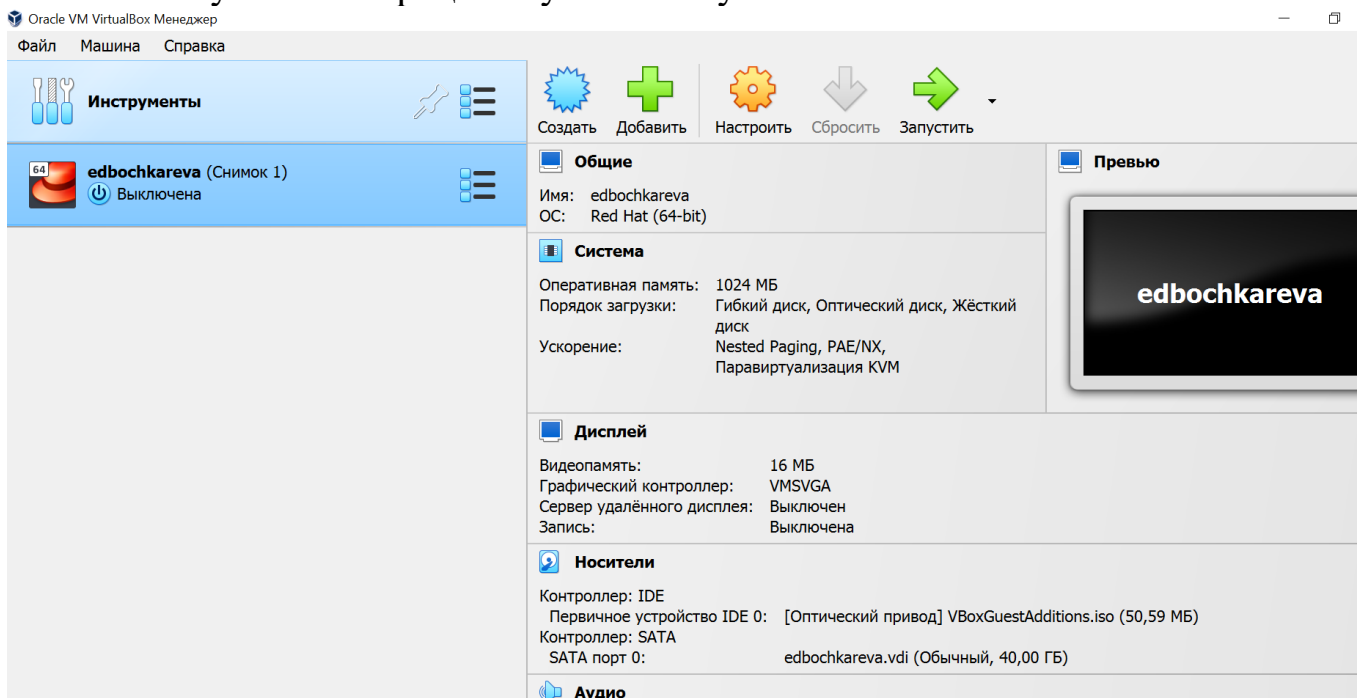 Oracle VM VirtualBox Менеджер
Файл Машина Справка
Инструменты
Создать Добавить Настроить Сбросить Запустить
64
edbochkareva (Снимок 1)
Выключена
Общие
Имя: edbochkareva
ОС: Red Hat (64-bit)
Превью
edbochkareva
Система
Оперативная память: 1024 МБ
Порядок загрузки: Гибкий диск, Оптический диск, Жёсткий
диск
Ускорение: Nested Paging, PAE/NX,
Паравиртуализация KVM
Дисплей
Видеопамять: 16 МБ
Графический контроллер: VMSVGA
Сервер удалённого дисплея: Выключен
Запись: Выключена
Носители
Контроллер: IDE
Первичное устройство IDE 0: [Оптический привод] VBoxGuestAdditions.iso (50,59 МБ)
Контроллер: SATA
SATA порт 0: edbochkareva.vdi (Обычный, 40,00 ГБ)
Аудио